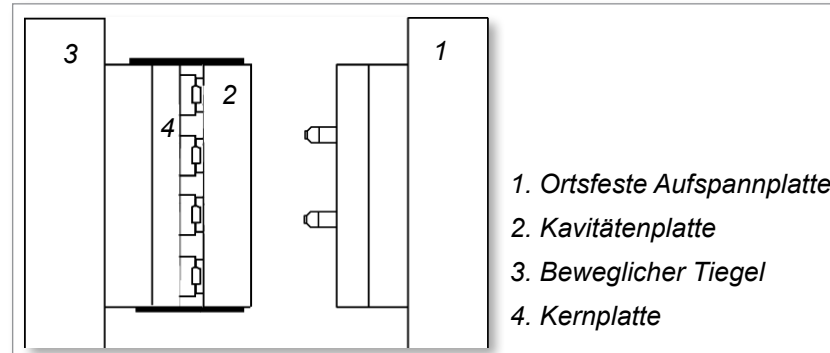 3
1
2
4
1. Ortsfeste Aufspannplatte
2. Kavitätenplatte
3. Beweglicher Tiegel
4. Kernplatte